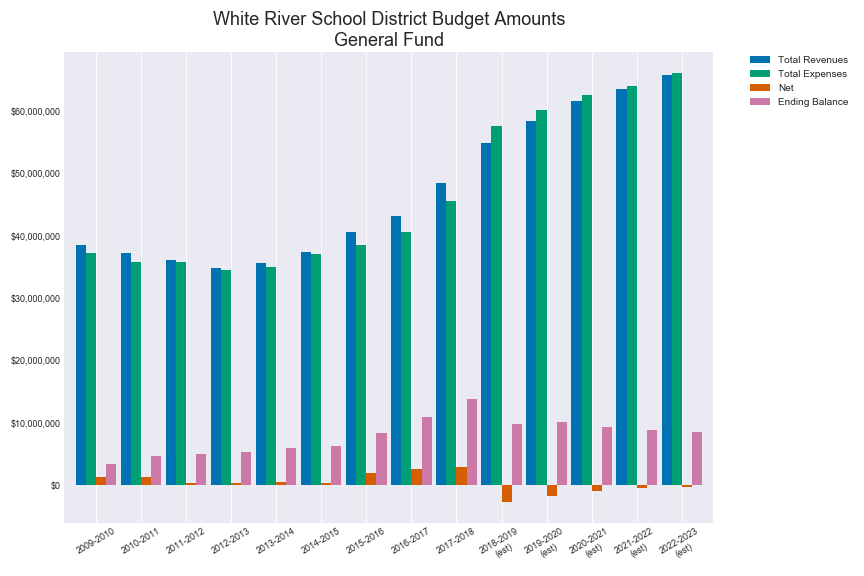 White River School District Budget Amounts
General Fund
Total Revenues
Total Expenses
Net
Ending Balance
$60,000,000
$50,000,000
$40,000,000
$30,000,000
$20,000,000
$10,000,000
$0
2009-2010
2010-2011
2011-2012
2012-2013
2013-2014
2014-2015
2015-2016
2016-2017
2017-2018
2018-2019
(est)
2019-2020
(est)
2020-2021
(est)
2021-2022
(est)
2022-2023
(est)